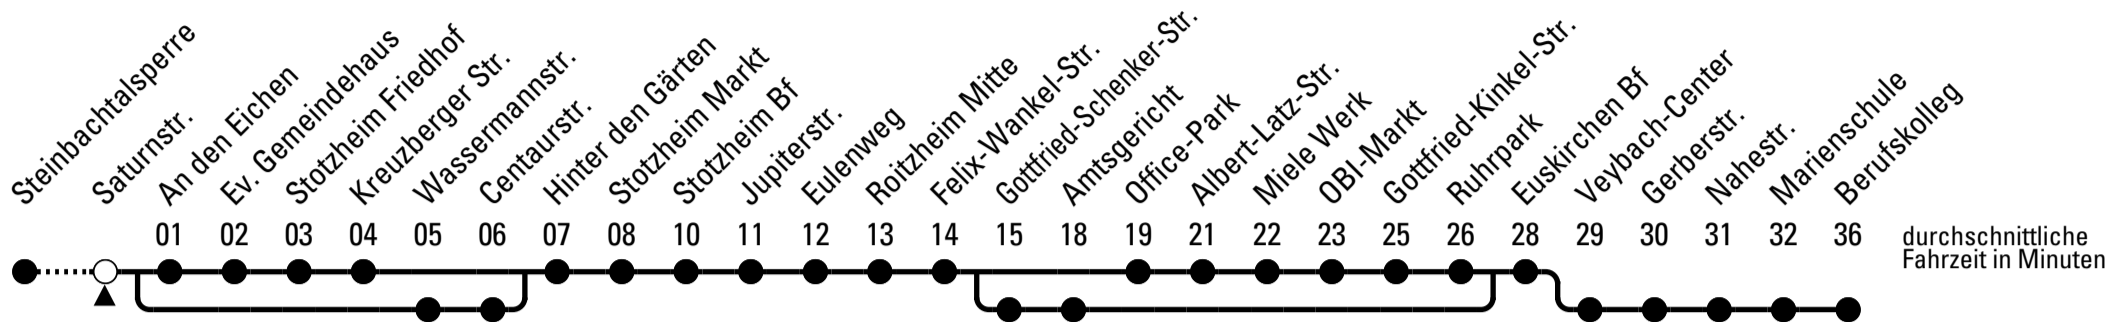 Steinbachtalsperre
Saturnstr.
An den Eichen
Ev. Gemeindehaus
Stotzheim Friedhof
Kreuzberger Str.
Wassermannstr.
Centaurstr.
Hinter den Gärten
Stotzheim Markt
Stotzheim Bf
Jupiterstr.
Eulenweg
Roitzheim Mitte
Felix-Wankel-Str.
Gottfried-Schenker-Str.
Amtsgericht
Office-Park
Albert-Latz-Str.
Miele Werk
OBI-Markt
Gottfried-Kinkel-Str.
Ruhrpark
Euskirchen Bf
Veybach-Center
Gerberstr.
Nahestr.
Marienschule
Berufskolleg
01 02 03 04 05 06 07 08 10 11 12 13 14 15 18 19 21 22 23 25 26 28 29 30 31 32 36
durchschnittliche
Fahrzeit in Minuten